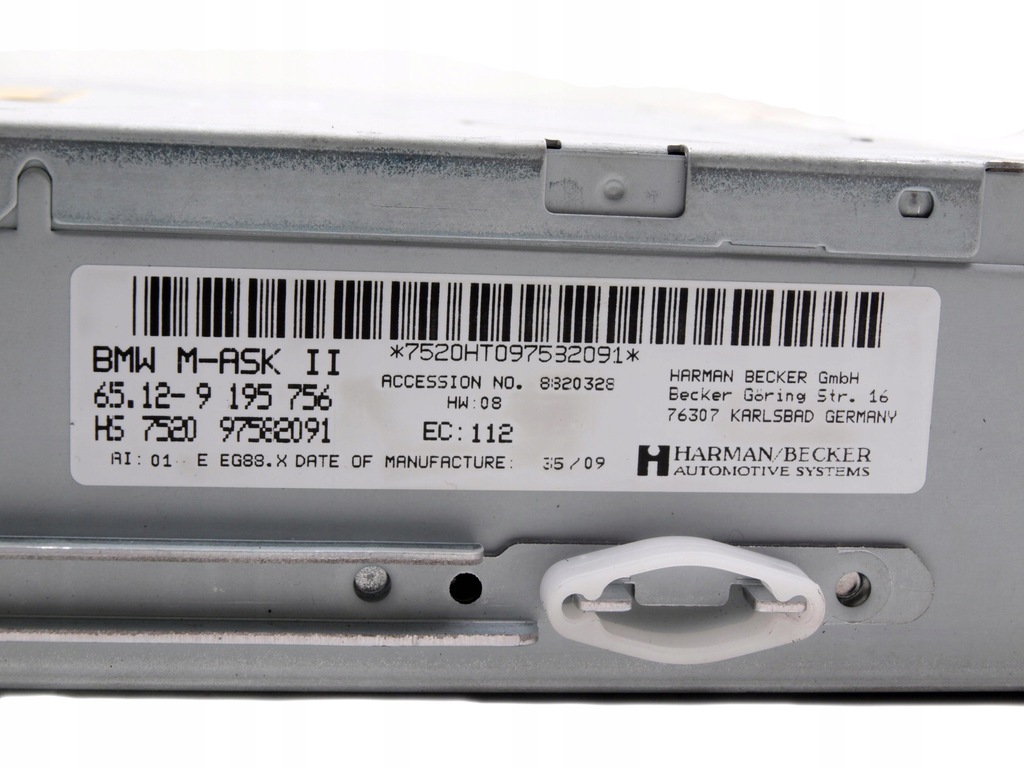 *7520HT097532091*
BMW M-ASK II
65.12-9 195 756
HS 7520 97582091
ACCESSION NO. 8820328
HW:08
EC:112
AI:01 E EG88.X DATE OF MANUFACTURE: 35/09
HARMAN BECKER GmbH
Becker Göring Str. 16
76307 KARLSBAD GERMANY
HARMAN/BECKER
AUTOMOTIVE SYSTEMS